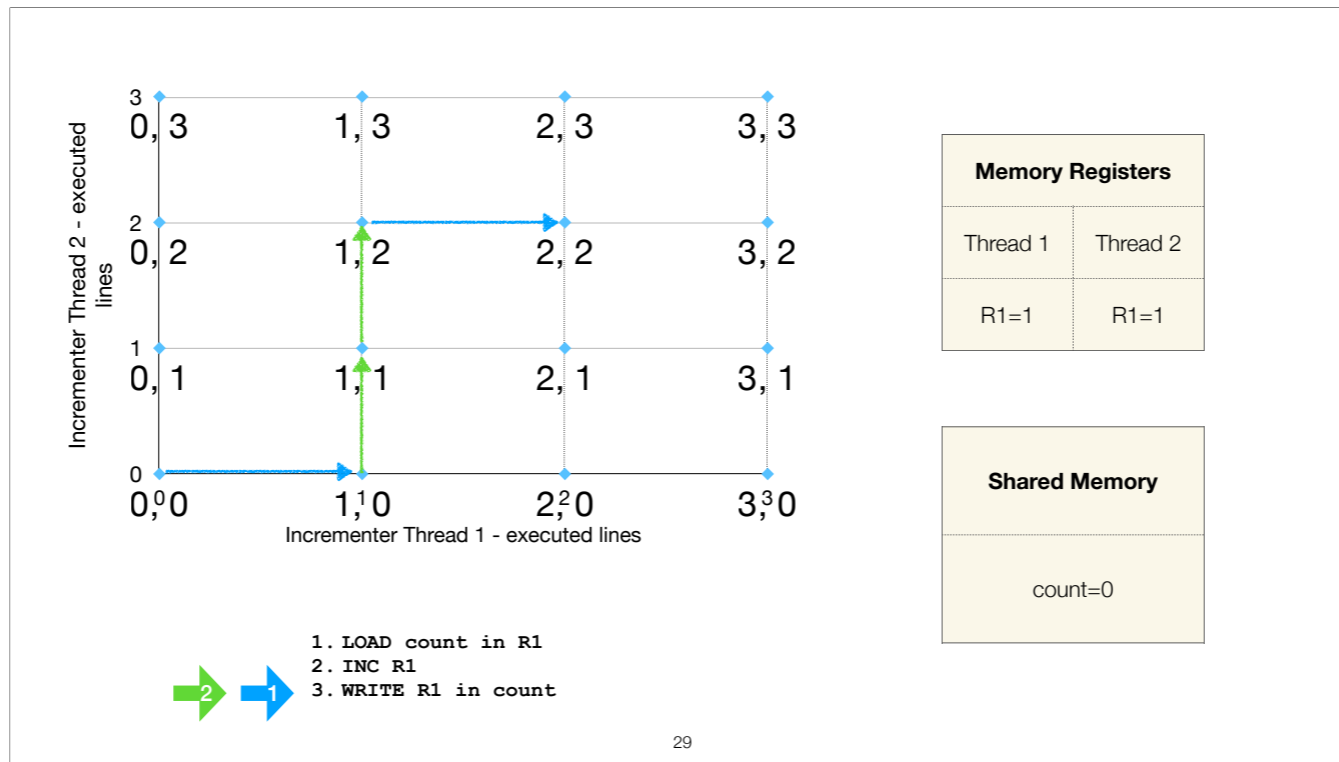 3
0, 3 1, 3 2, 3 3, 3
2
0, 2 1, 2 2, 2 3, 2
1
0, 1 1, 1 2, 1 3, 1
0
0 1 2 3
0, 0 1, 0 2, 0 3, 0
Incrementer Thread 2 - executed
lines
Incrementer Thread 1 - executed lines
Memory Registers
Thread 1 Thread 2
R1=1 R1=1
Shared Memory
count=0
2 1
1. LOAD count in R1
2. INC R1
3. WRITE R1 in count
29